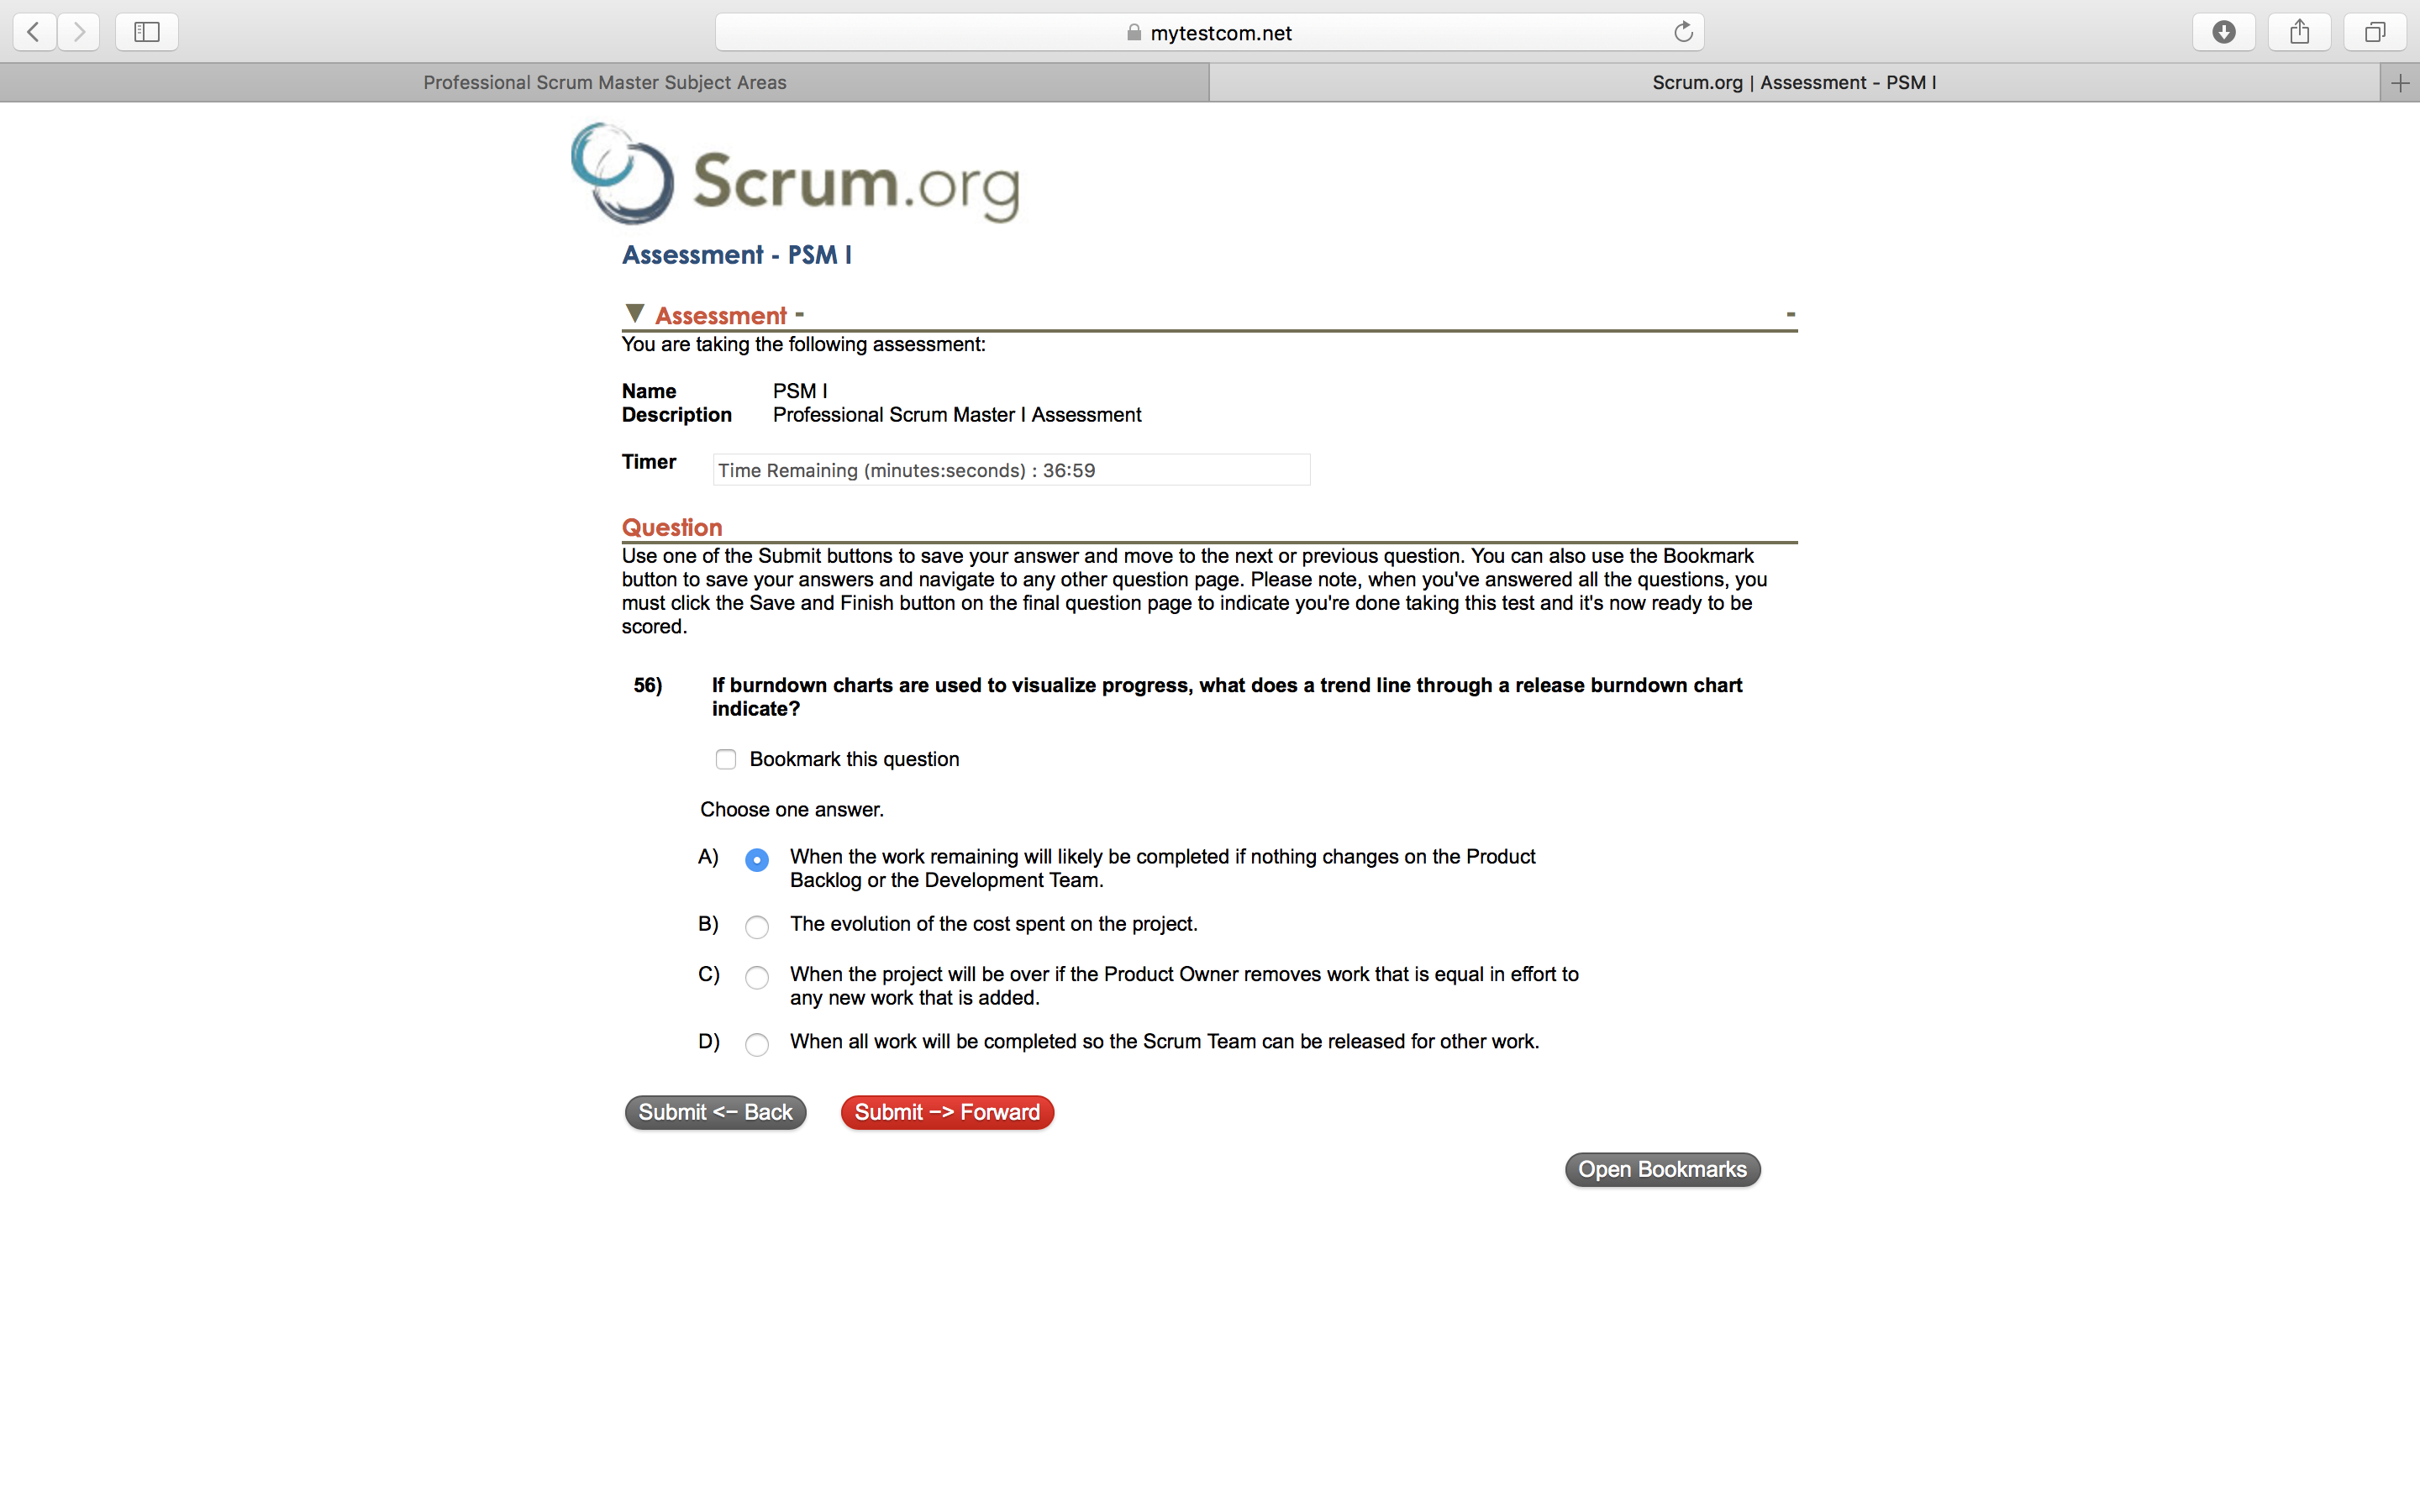 mytestcom.net
Professional Scrum Master Subject Areas
Scrum.org | Assessment - PSM I
Scrum.org
Assessment - PSM I
Assessment -
-
You are taking the following assessment:
Name PSM I
Description Professional Scrum Master I Assessment
Timer Time Remaining (minutes:seconds) : 36:59
Question
Use one of the Submit buttons to save your answer and move to the next or previous question. You can also use the Bookmark
button to save your answers and navigate to any other question page. Please note, when you've answered all the questions, you
must click the Save and Finish button on the final question page to indicate you're done taking this test and it's now ready to be
scored.
56) If burndown charts are used to visualize progress, what does a trend line through a release burndown chart
indicate?
Bookmark this question
Choose one answer.
A) When the work remaining will likely be completed if nothing changes on the Product
Backlog or the Development Team.
B) The evolution of the cost spent on the project.
C) When the project will be over if the Product Owner removes work that is equal in effort to
any new work that is added.
D) When all work will be completed so the Scrum Team can be released for other work.
Submit <- Back Submit -> Forward
Open Bookmarks